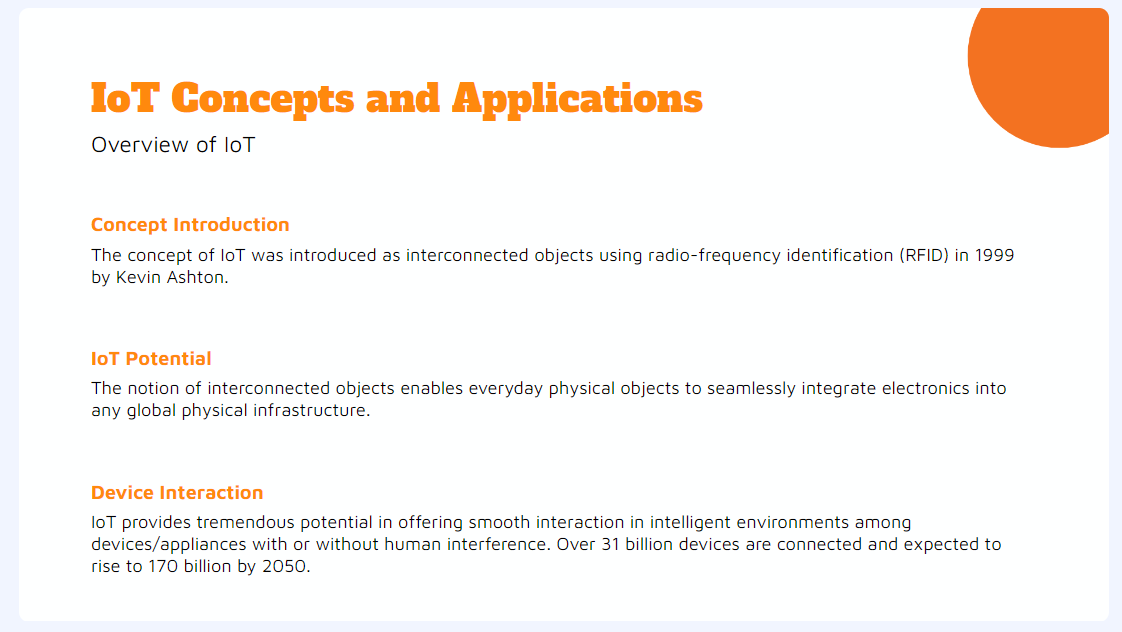 IoT Concepts and Applications
Overview of IoT
Concept Introduction
The concept of IoT was introduced as interconnected objects using radio-frequency identification (RFID) in 1999
by Kevin Ashton.
IoT Potential
The notion of interconnected objects enables everyday physical objects to seamlessly integrate electronics into
any global physical infrastructure.
Device Interaction
IoT provides tremendous potential in offering smooth interaction in intelligent environments among
devices/appliances with or without human interference. Over 31 billion devices are connected and expected to
rise to 170 billion by 2050.